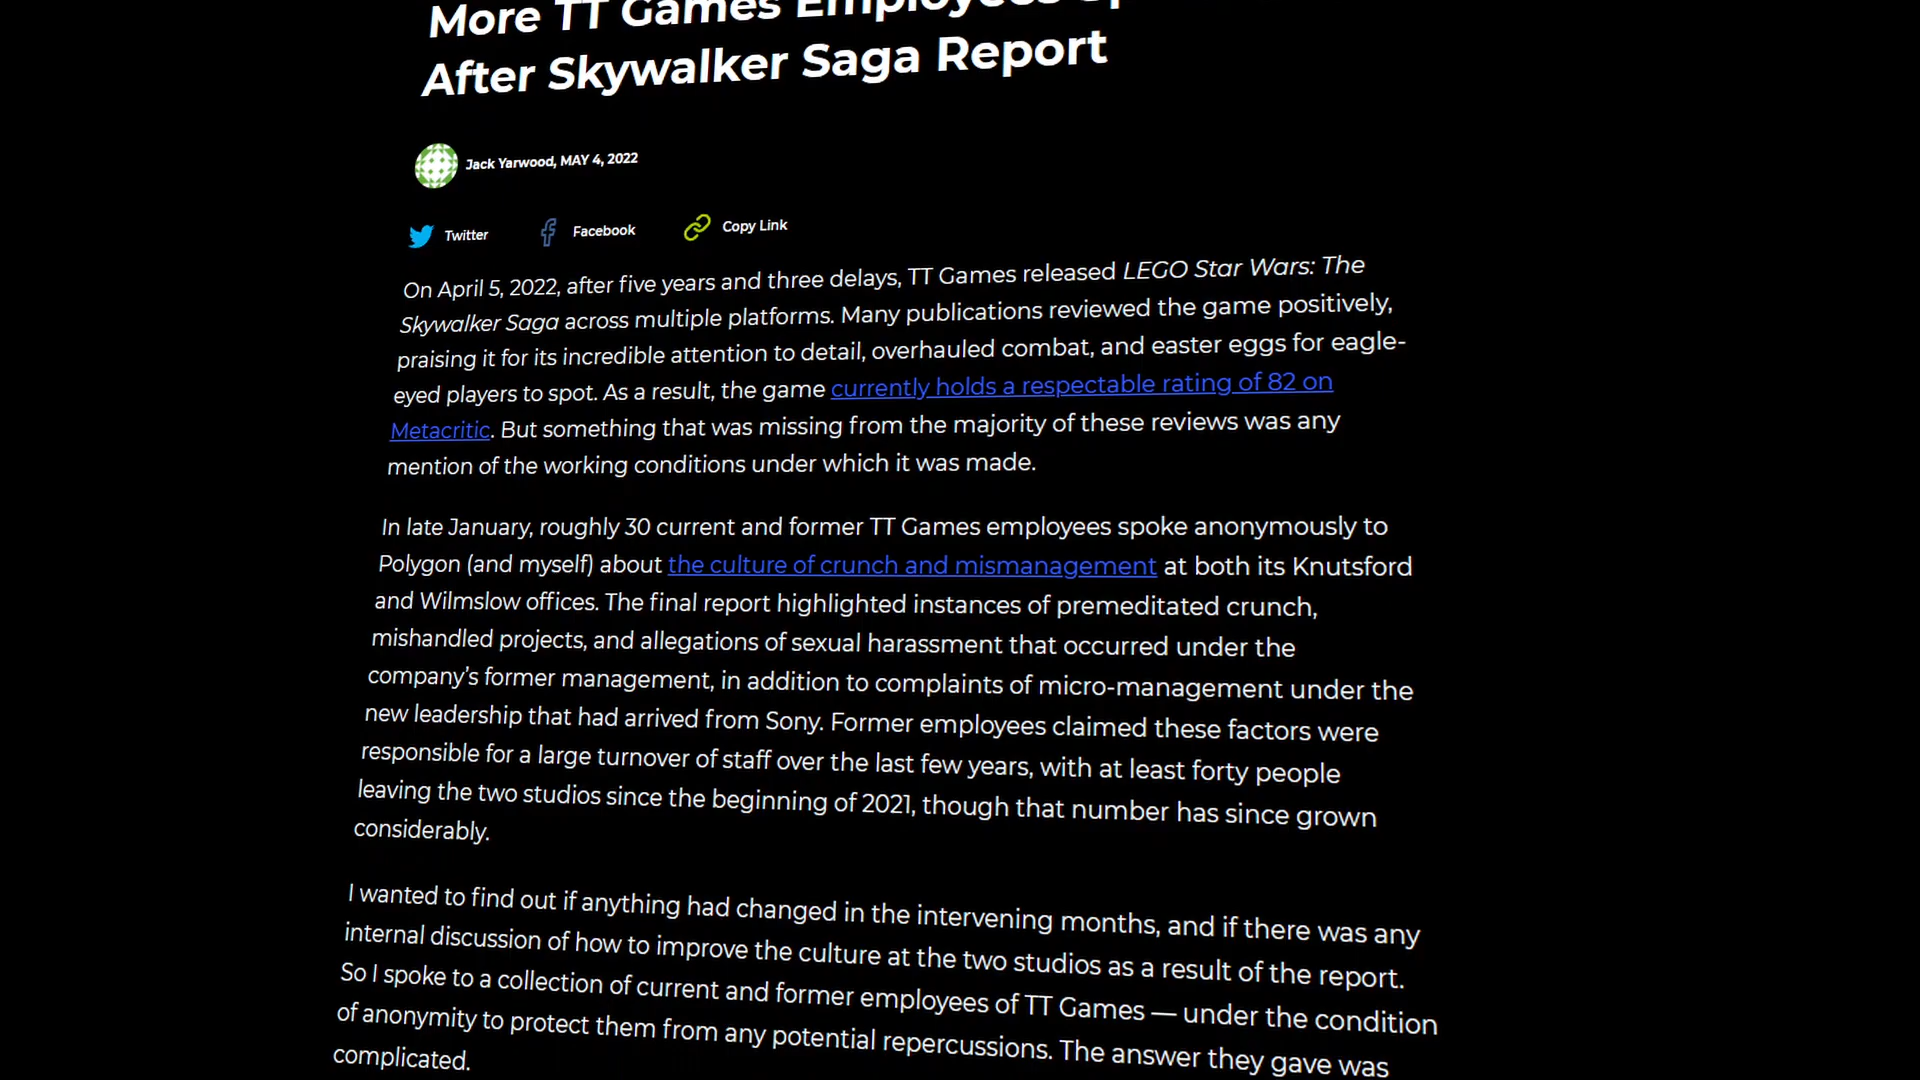 More TT Games Employees
After Skywalker Saga Report
Jack Yarwood, MAY 4, 2022
Twitter Facebook Copy Link
On April 5, 2022, after five years and three delays, TT Games released LEGO Star Wars: The
Skywalker Saga across multiple platforms. Many publications reviewed the game positively,
praising it for its incredible attention to detail, overhauled combat, and easter eggs for eagle-
eyed players to spot. As a result, the game currently holds a respectable rating of 82 on
Metacritic. But something that was missing from the majority of these reviews was any
mention of the working conditions under which it was made.
In late January, roughly 30 current and former TT Games employees spoke anonymously to
Polygon (and myself) about the culture of crunch and mismanagement at both its Knutsford
and Wilmslow offices. The final report highlighted instances of premeditated crunch,
mishandled projects, and allegations of sexual harassment that occurred under the
company’s former management, in addition to complaints of micro-management under the
new leadership that had arrived from Sony. Former employees claimed these factors were
responsible for a large turnover of staff over the last few years, with at least forty people
leaving the two studios since the beginning of 2021, though that number has since grown
considerably.
I wanted to find out if anything had changed in the intervening months, and if there was any
internal discussion of how to improve the culture at the two studios as a result of the report.
So I spoke to a collection of current and former employees of TT Games — under the condition
of anonymity to protect them from any potential repercussions. The answer they gave was
complicated.